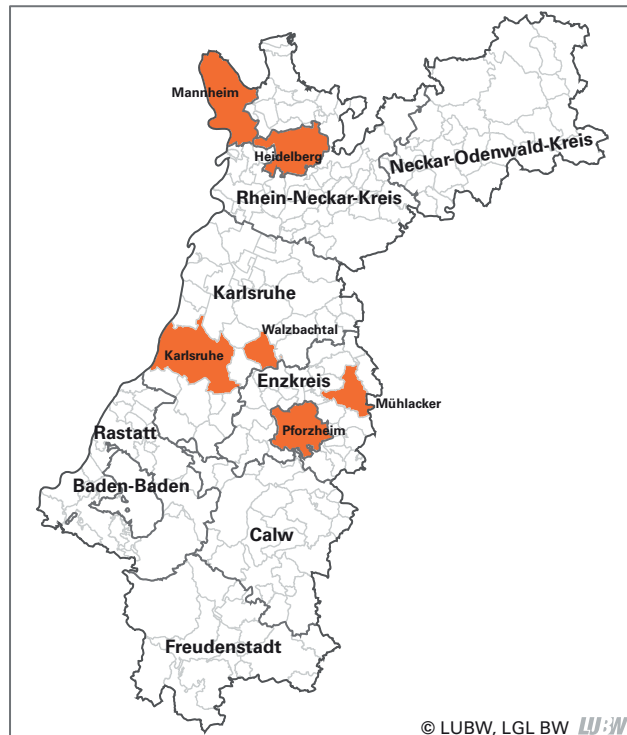 Mannheim
Heidelberg
Neckar-Odenwald-Kreis
Rhein-Neckar-Kreis
Karlsruhe
Walzbachtal
Karlsruhe
Enzkreis
Mühlacker
Pforzheim
Rastatt
Baden-Baden
Calw
Freudenstadt
© LUBW, LGL BW LUBW